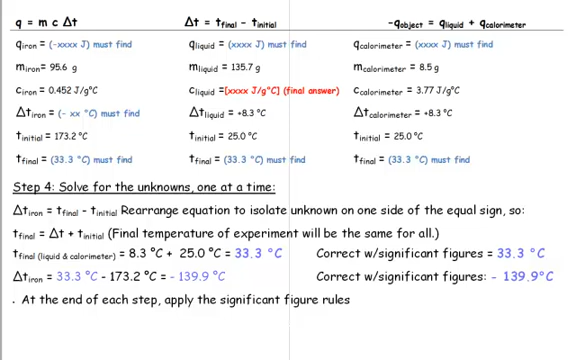 q = m c Δt Δt = tfinal - tinitial -qobject = qliquid + qcalorimeter
qiron = (-xxxx J) must find qliquid = (xxxx J) must find qcalorimeter = (xxxx J) must find
miron= 95.6 g mliquid = 135.7 g mcalorimeter = 8.5 g
ciron = 0.452 J/g°C cliquid =[xxxx J/g°C] (final answer) ccalorimeter = 3.77 J/g°C
Δtiron = (- xx °C) must find Δtliquid = +8.3 °C Δtcalorimeter = +8.3 °C
tinitial = 173.2 °C tinitial = 25.0 °C tinitial = 25.0 °C
tfinal = (33.3 °C) must find tfinal = (33.3 °C) must find tfinal = (33.3 °C) must find
Step 4: Solve for the unknowns, one at a time:
Δtiron = tfinal - tinitial Rearrange equation to isolate unknown on one side of the equal sign, so:
tfinal = Δt + tinitial (Final temperature of experiment will be the same for all.)
tfinal (liquid & calorimeter) = 8.3 °C + 25.0 °C = 33.3 °C Correct w/significant figures = 33.3 °C
Δtiron = 33.3 °C - 173.2 °C = - 139.9 °C Correct w/significant figures: - 139.9°C
. At the end of each step, apply the significant figure rules